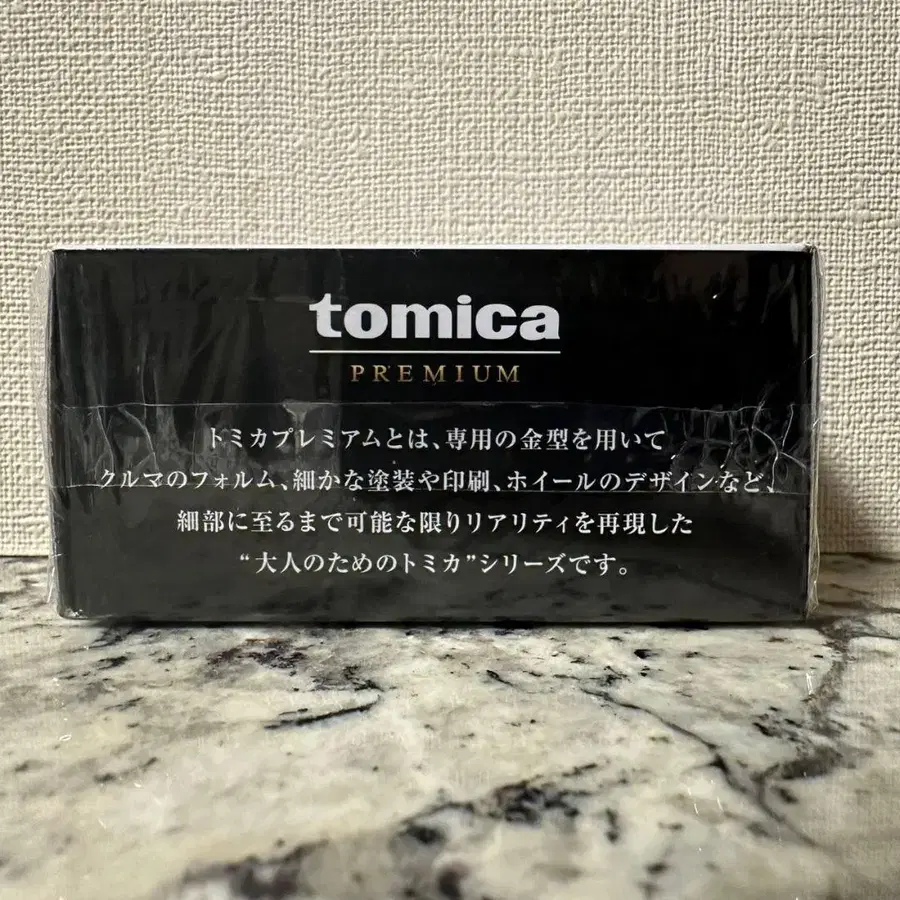 tomica
PREMIUM
トミカプレミアムとは、専用の金型を用いて
クルマのフォルム、細かな塗装や印刷、ホイールのデザインなど、
細部に至るまで可能な限りリアリティを再現した
“大人のためのトミカ”シリーズです。